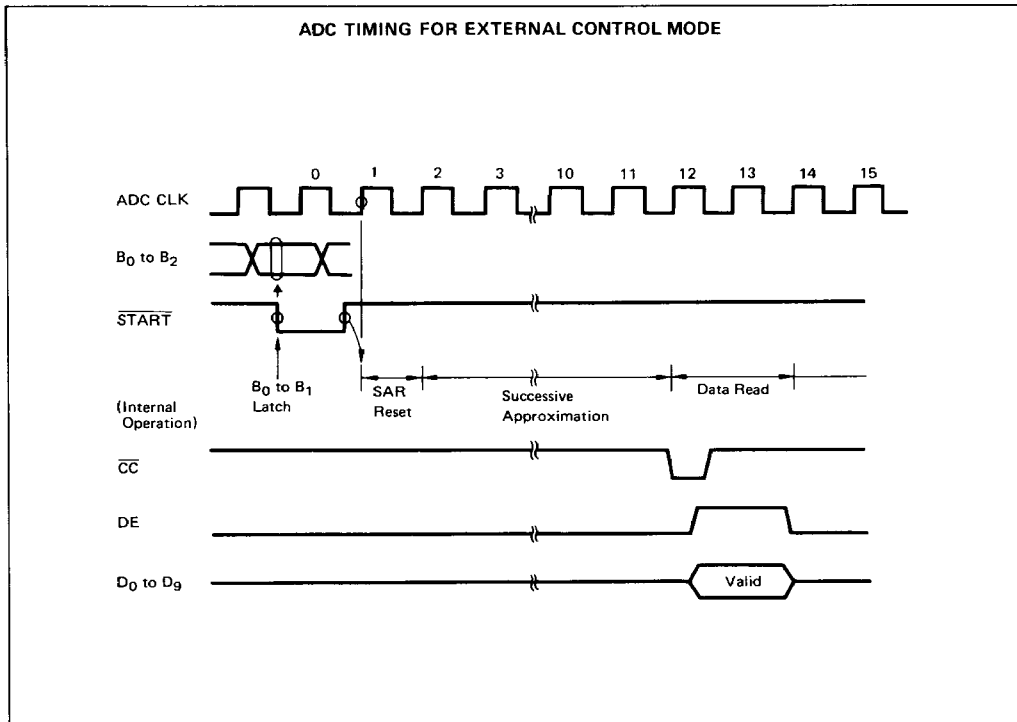 ADC TIMING FOR EXTERNAL CONTROL MODE
0 1 2 3 10 11 12 13 14 15
ADC CLK
B0 to B2
START
B0 to B1
Latch
SAR
Reset
Successive
Approximation
Data Read
(Internal
Operation)
CC
DE
D0 to D9
Valid